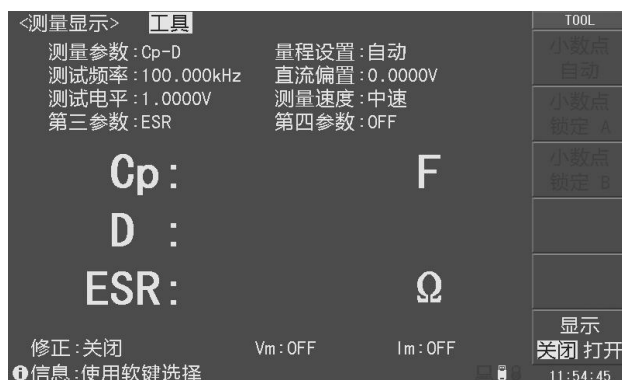 <测量显示> 工具
TOOL
测量参数:Cp-D 量程设置:自动
测试频率:100.000kHz 直流偏置:0.0000V
测试电平:1.0000V 测量速度:中速
第三参数:ESR 第四参数:OFF
Cp: F
D :
ESR: Ω
修正:关闭 Vm:OFF Im:OFF
信息:使用软键选择
小数点
自动
小数点
锁定 A
小数点
锁定 B
显示
关闭 打开
11:54:45